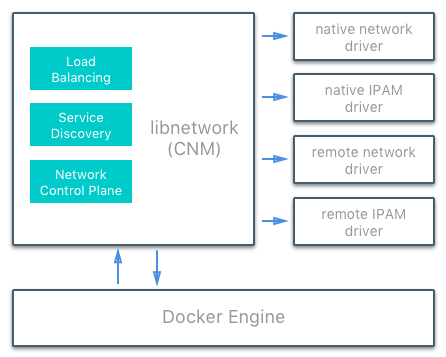 Load
Balancing
Service
Discovery
Network
Control Plane
libnetwork
(CNM)
native network
driver
native IPAM
driver
remote network
driver
remote IPAM
driver
Docker Engine